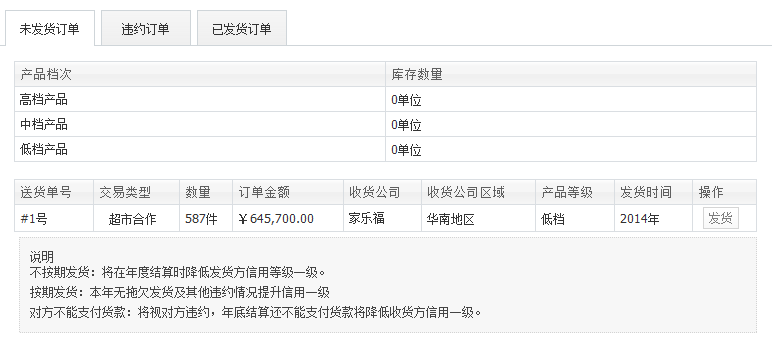 未发货订单 违约订单 已发货订单
产品档次 库存数量
高档产品 0单位
中档产品 0单位
低档产品 0单位
送货单号 交易类型 数量 订单金额 收货公司 收货公司区域 产品等级 发货时间 操作
#1号 超市合作 587件 ￥645,700.00 家乐福 华南地区 低档 2014年 发货
说明
不按期发货：将在年度结算时降低发货方信用等级一级。
按期发货：本年无拖欠发货及其他违约情况提升信用一级
对方不能支付货款：将视对方违约，年底结算还不能支付货款将降低收货方信用一级。